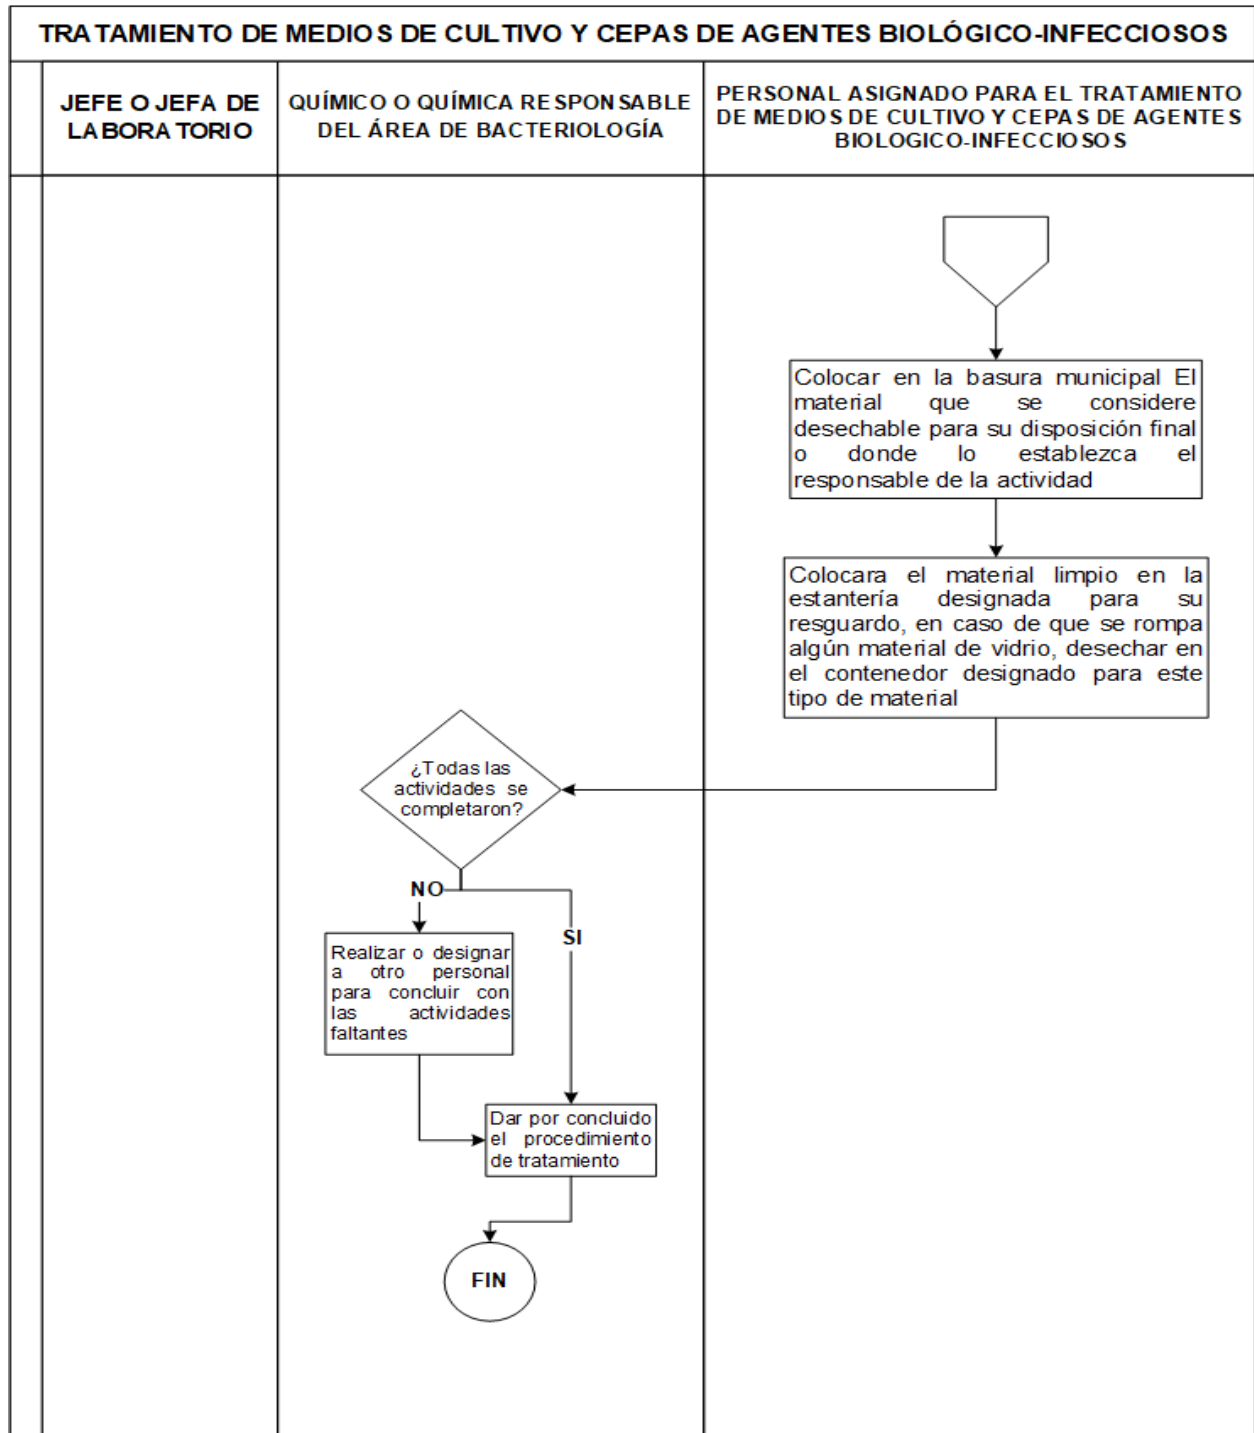 TRATAMIENTO DE MEDIOS DE CULTIVO Y CEPAS DE AGENTES BIOLÓGICO-INFECCIOSOS
JEFE O JEFA DE
LABORATORIO
QUÍMICO O QUÍMICA RESPONSABLE
DEL ÁREA DE BACTERIOLOGÍA
PERSONAL ASIGNADO PARA EL TRATAMIENTO
DE MEDIOS DE CULTIVO Y CEPAS DE AGENTES
BIOLOGICO-INFECCIOSOS
Colocar en la basura municipal El
material que se considere
desechable para su disposición final
o donde lo establezca el
responsable de la actividad
Colocara el material limpio en la
estantería designada para su
resguardo, en caso de que se rompa
algún material de vidrio, desechar en
el contenedor designado para este
tipo de material
¿Todas las
actividades se
completaron?
NO
SI
Realizar o designar
a otro personal
para concluir con
las actividades
faltantes
Dar por concluido
el procedimiento
de tratamiento
FIN